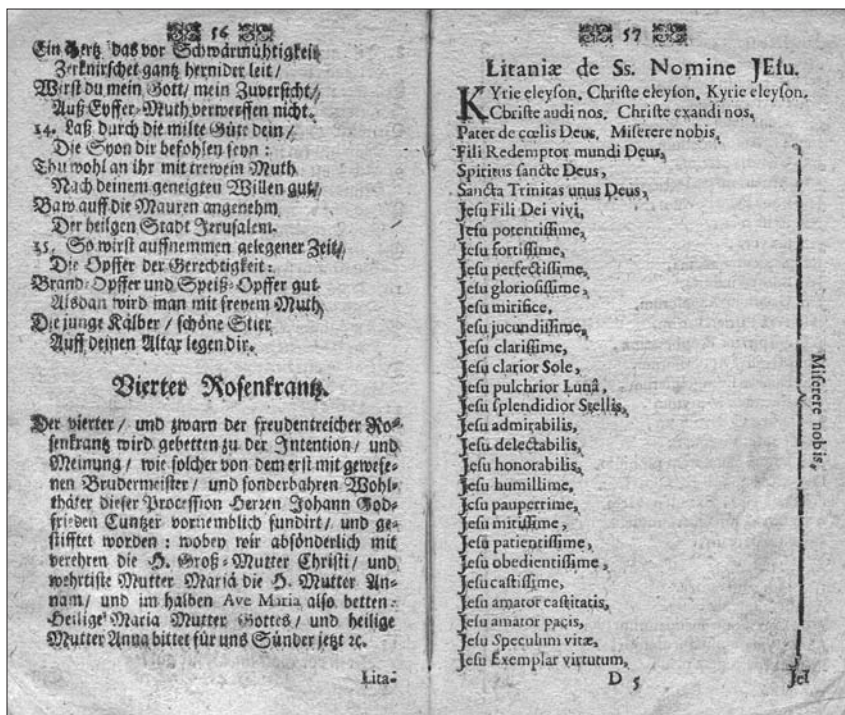 56
Ein Hertz das vor Schwärmühtigkeit
Zerknirschet gantz hernider leit /
Wirst du mein Gott / mein Zuversicht /
Auß Eyffer-Muth verwerffen nicht.
14. Laß durch die milte Güte dein /
Die Syon dir befohlen seyn :
Thu wohl an ihr mit trewem Muth
Nach deinem geneigten Willen gut /
Baw auff die Mauren angenehm
Der heilgen Stadt Jerusalem.
15. So wirst auffnemmen gelegener Zeit /
Die Opffer der Gerechtigkeit :
Brand-Opffer und Speiß-Opffer gut
Alsdan wird man mit freyem Muth
Die junge Kälber / schöne Stier
Auff deinen Altar legen dir.
Vierter Rosenkrantz.
Der vierter / und zwarn der freudentreicher Ro-
senkrantz wird gebetten zu der Intention / und
Meinung / wie solcher von dem erst mit gewese-
nen Brudermeister / und sonderbahren Wohl-
thäter dieser Procession Herren Johann God-
frieden Cuntzer vornemblich fundirt / und ge-
stifftet worden : wobey wir absönderlich mit
verehren die H. Groß-Mutter Christi / und
wehrtiste Mutter Mariä die H. Mutter An-
nam / und im halben Ave Maria also betten :
Heilige Maria Mutter Gottes / und heilige
Mutter Anna bittet für uns Sünder jetzt ꝛc.
Lita-
57
Litaniæ de Ss. Nomine JEsu.
KYrie eleyson. Christe eleyson. Kyrie eleyson.
Christe audi nos. Christe exaudi nos,
Pater de cœlis Deus, Miserere nobis,
Fili Redemptor mundi Deus,
Spiritus sancte Deus,
Sancta Trinitas unus Deus,
Jesu Fili Dei vivi,
Jesu potentissime,
Jesu fortissime,
Jesu perfectissime,
Jesu gloriosissime,
Jesu mirifice,
Jesu jucundissime,
Jesu clarissime,
Jesu clarior Sole,
Jesu pulchrior Lunâ,
Jesu splendidior Stellis,
Jesu admirabilis,
Jesu delectabilis,
Jesu honorabilis,
Jesu humillime,
Jesu pauperrime,
Jesu mitissime,
Jesu patientissime,
Jesu obedientissime,
Jesu castissime,
Jesu amator castitatis,
Jesu amator pacis,
Jesu Speculum vitæ,
Jesu Exemplar virtutum,
Miserere nobis,
D 5
Jes